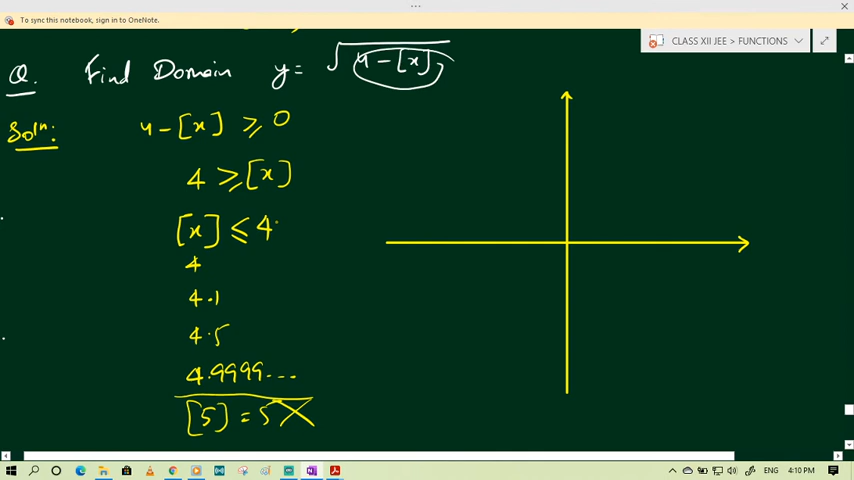 To sync this notebook, sign in to OneNote.
CLASS XII JEE > FUNCTIONS
Q. Find Domain y = √4-[x]
Soln: 4-[x] ⩾ 0
4 ⩾ [x]
[x] ⩽ 4
4
4.1
4.5
4.9999...
[5] = 5 X
ENG 4:10 PM